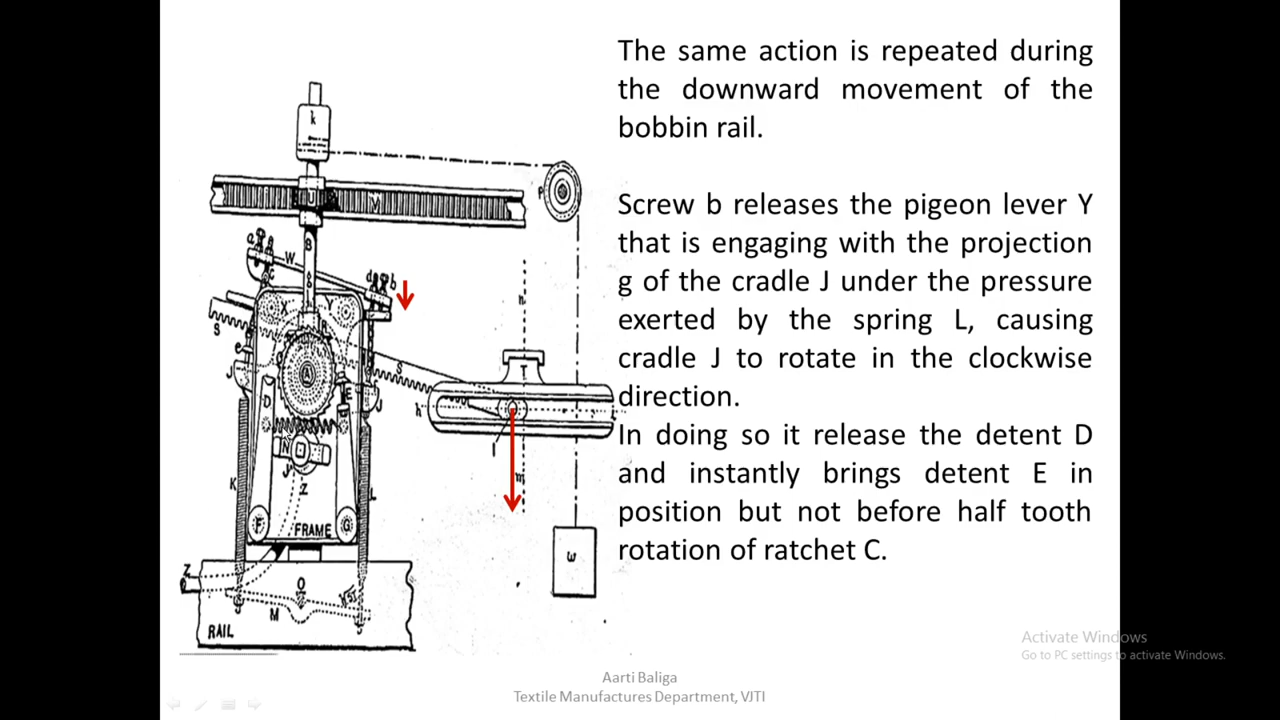 The same action is repeated during
the downward movement of the
bobbin rail.
Screw b releases the pigeon lever Y
that is engaging with the projection
g of the cradle J under the pressure
exerted by the spring L, causing
cradle J to rotate in the clockwise
direction.
In doing so it release the detent D
and instantly brings detent E in
position but not before half tooth
rotation of ratchet C.
k
P
U
V
B
a
W
c
d
b
n
S
S
e
J
A
T
D
E
J
h
N
l
m
K
Z
L
F
FRAME
G
Z
O
M
w
RAIL
Activate Windows
Go to PC settings to activate Windows.
Aarti Baliga
Textile Manufactures Department, VJTI